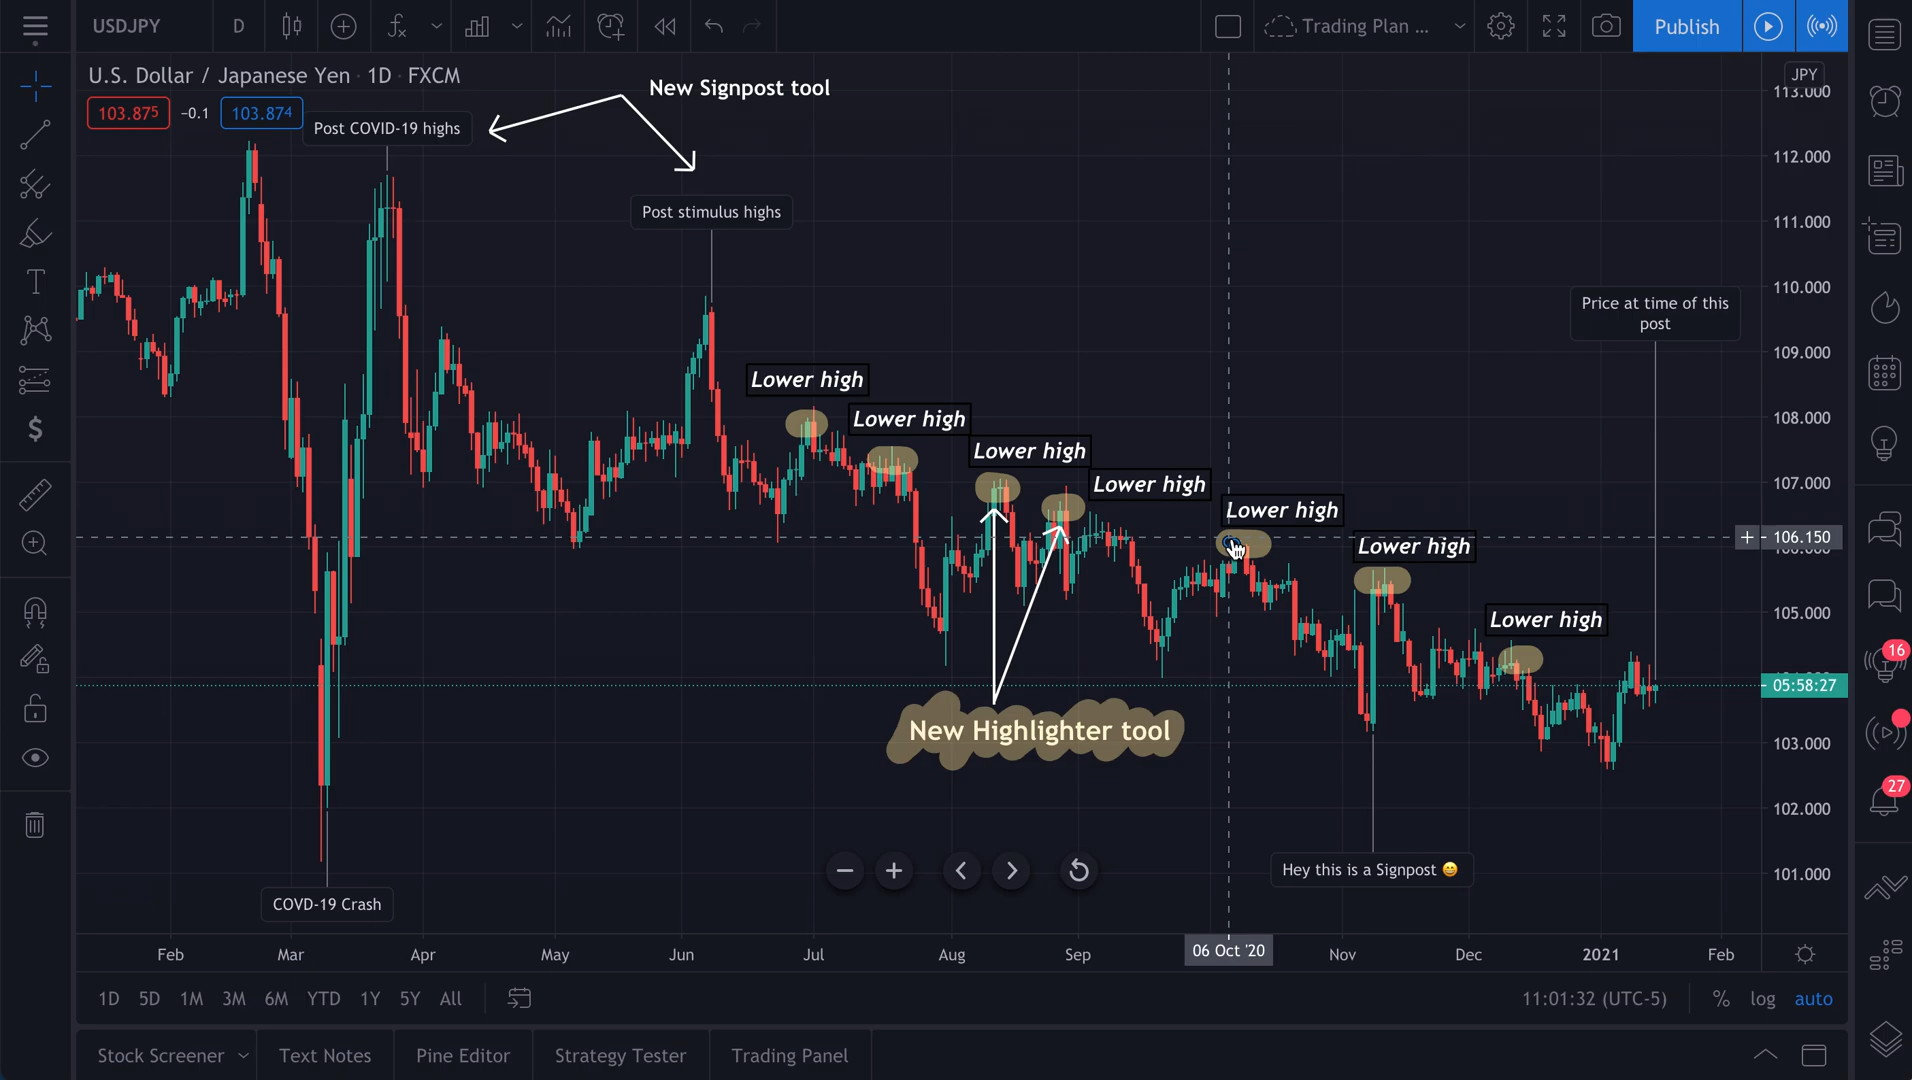 USDJPY
D
Trading Plan ...
Publish
U.S. Dollar / Japanese Yen · 1D · FXCM
JPY
New Signpost tool
103.875
−0.1
103.874
Post COVID-19 highs
Post stimulus highs
Price at time of this
post
Lower high
Lower high
Lower high
Lower high
Lower high
Lower high
Lower high
New Highlighter tool
Hey this is a Signpost 😄
COVD-19 Crash
113.000
112.000
111.000
110.000
109.000
108.000
107.000
106.150
105.000
05:58:27
103.000
102.000
101.000
16
27
Feb
Mar
Apr
May
Jun
Jul
Aug
Sep
06 Oct '20
Nov
Dec
2021
Feb
1D 5D 1M 3M 6M YTD 1Y 5Y All
11:01:32 (UTC-5)
% log auto
Stock Screener
Text Notes
Pine Editor
Strategy Tester
Trading Panel